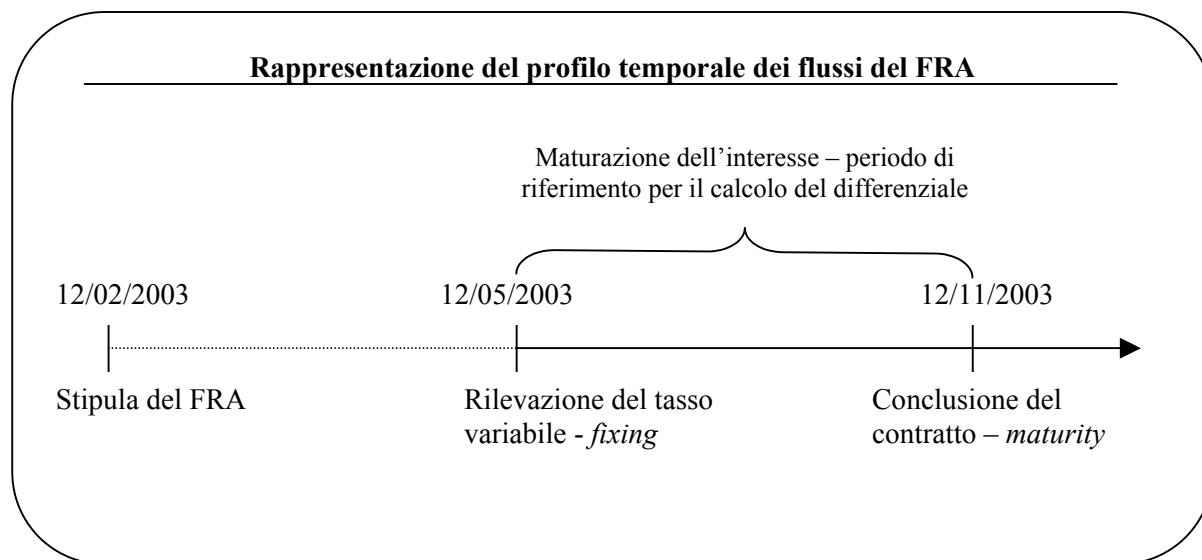 Rappresentazione del profilo temporale dei flussi del FRA
Maturazione dell’interesse – periodo di
riferimento per il calcolo del differenziale
12/02/2003
12/05/2003
12/11/2003
Stipula del FRA
Rilevazione del tasso
variabile - fixing
Conclusione del
contratto – maturity